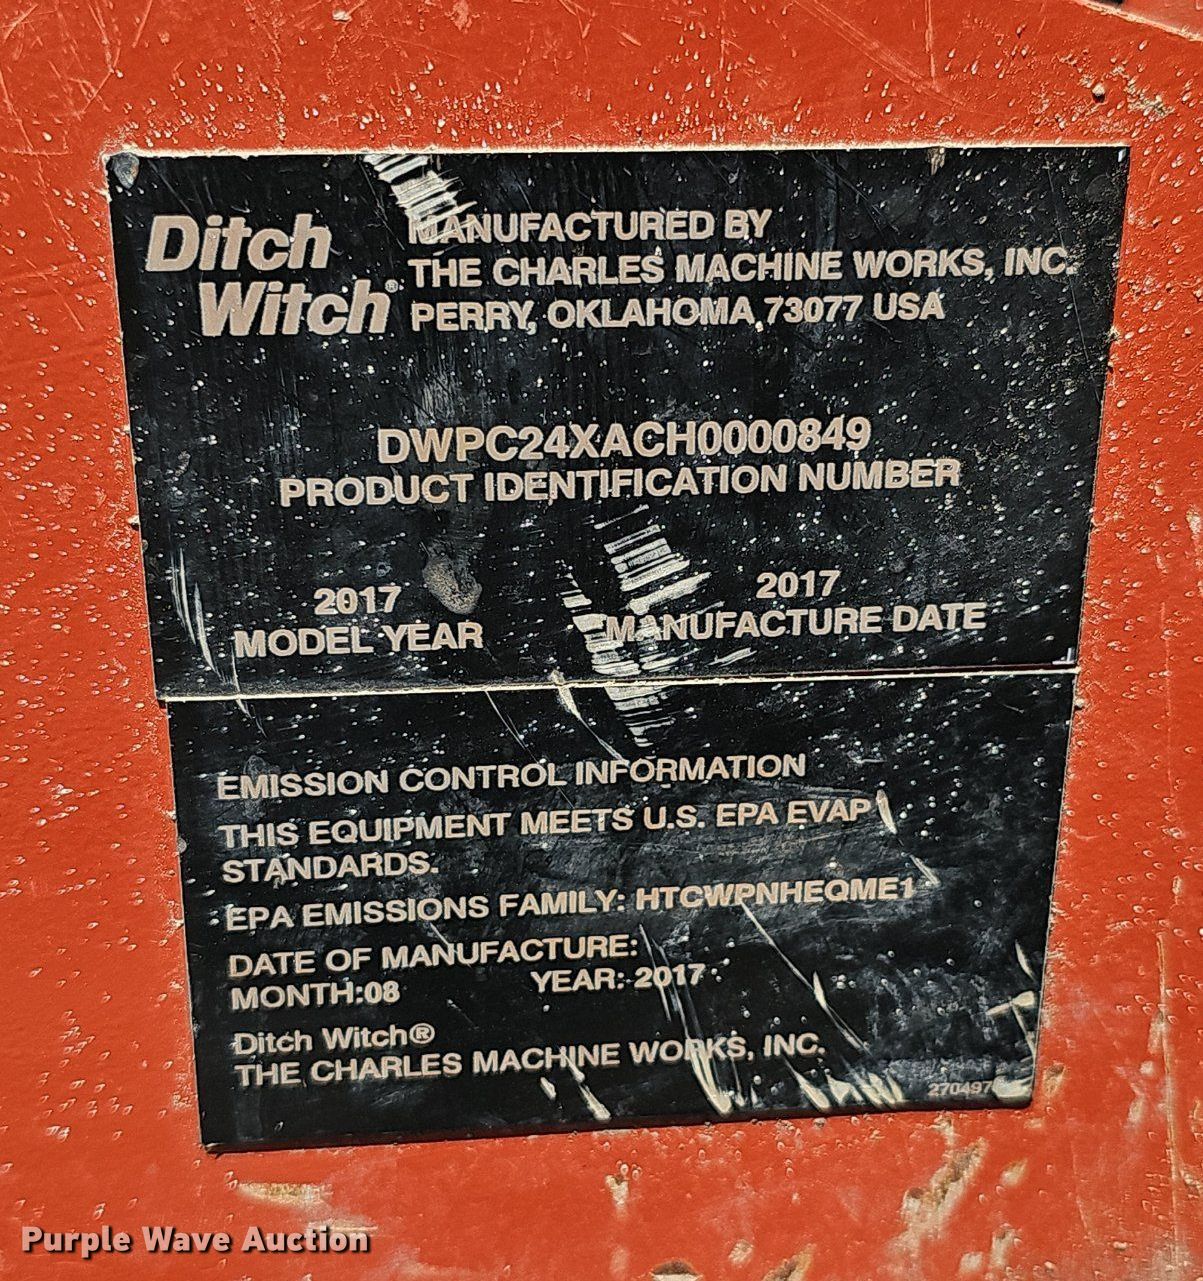 Ditch
Witch®
MANUFACTURED BY
THE CHARLES MACHINE WORKS, INC.
PERRY, OKLAHOMA 73077 USA
DWPC24XACH0000849
PRODUCT IDENTIFICATION NUMBER
2017
MODEL YEAR
2017
MANUFACTURE DATE
EMISSION CONTROL INFORMATION
THIS EQUIPMENT MEETS U.S. EPA EVAP
STANDARDS.
EPA EMISSIONS FAMILY: HTCWPNHEQME1
DATE OF MANUFACTURE:
MONTH:08 YEAR: 2017
Ditch Witch®
THE CHARLES MACHINE WORKS, INC.
Purple Wave Auction